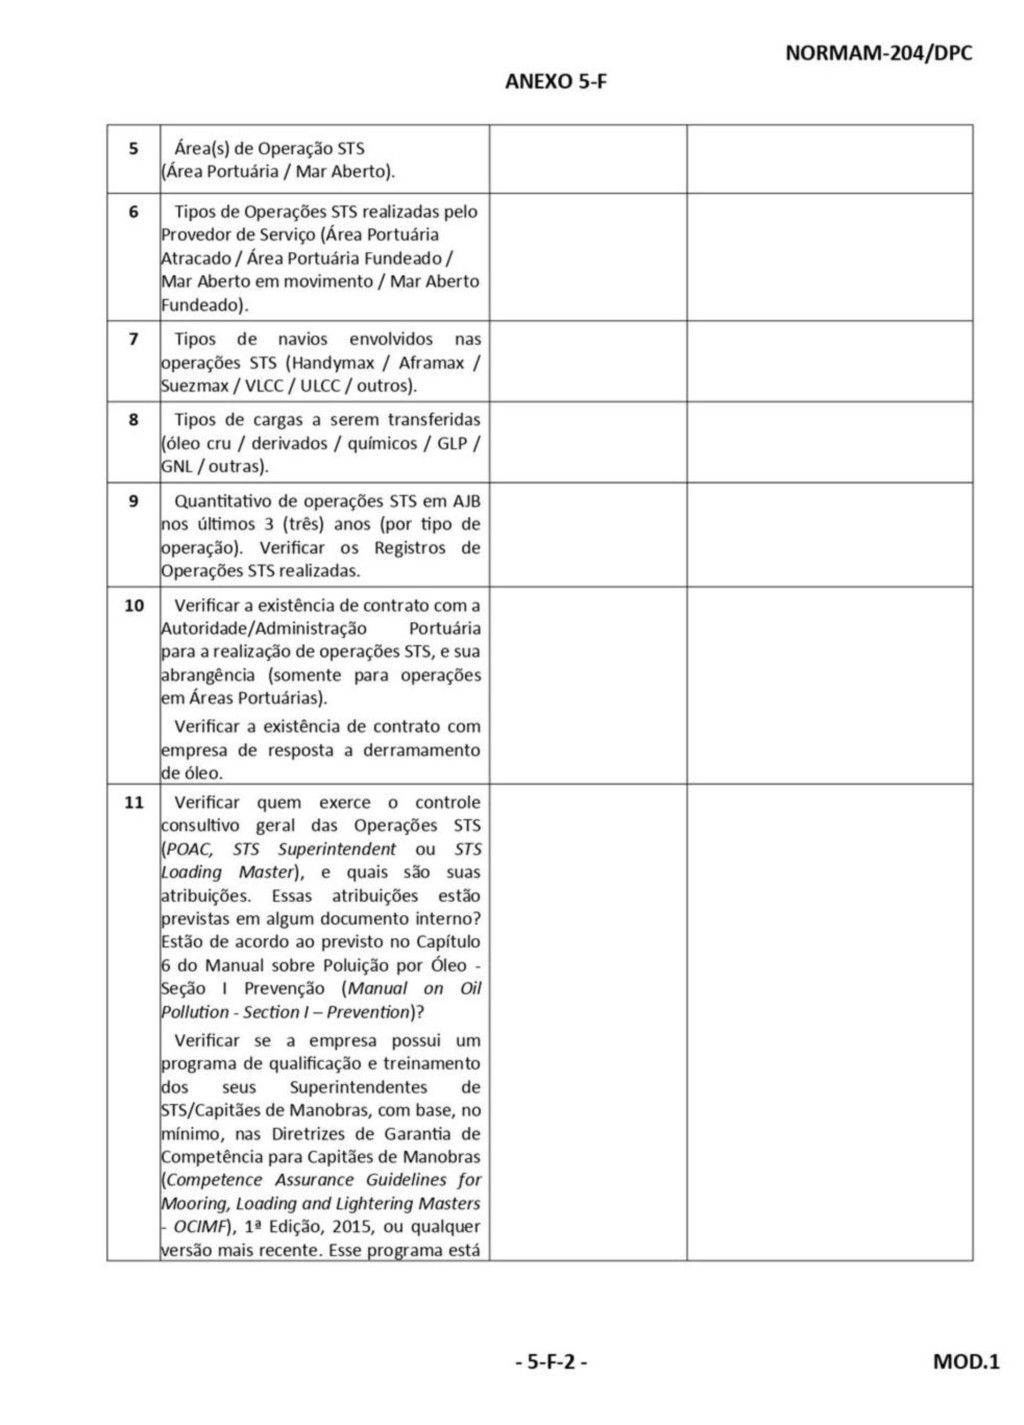 NORMAM-204/DPC
ANEXO 5-F
5 Área(s) de Operação STS
(Área Portuária / Mar Aberto).
6 Tipos de Operações STS realizadas pelo
Provedor de Serviço (Área Portuária
Atracado / Área Portuária Fundeado /
Mar Aberto em movimento / Mar Aberto
Fundeado).
7 Tipos de navios envolvidos nas
operações STS (Handymax / Aframax /
Suezmax / VLCC / ULCC / outros).
8 Tipos de cargas a serem transferidas
(óleo cru / derivados / químicos / GLP /
GNL / outras).
9 Quantitativo de operações STS em AJB
nos últimos 3 (três) anos (por tipo de
operação). Verificar os Registros de
Operações STS realizadas.
10 Verificar a existência de contrato com a
Autoridade/Administração Portuária
para a realização de operações STS, e sua
abrangência (somente para operações
em Áreas Portuárias).
Verificar a existência de contrato com
empresa de resposta a derramamento
de óleo.
11 Verificar quem exerce o controle
consultivo geral das Operações STS
(POAC, STS Superintendent ou STS
Loading Master), e quais são suas
atribuições. Essas atribuições estão
previstas em algum documento interno?
Estão de acordo ao previsto no Capítulo
6 do Manual sobre Poluição por Óleo -
Seção I Prevenção (Manual on Oil
Pollution - Section I – Prevention)?
Verificar se a empresa possui um
programa de qualificação e treinamento
dos seus Superintendentes de
STS/Capitães de Manobras, com base, no
mínimo, nas Diretrizes de Garantia de
Competência para Capitães de Manobras
(Competence Assurance Guidelines for
Mooring, Loading and Lightering Masters
- OCIMF), 1ª Edição, 2015, ou qualquer
versão mais recente. Esse programa está
- 5-F-2 -
MOD.1